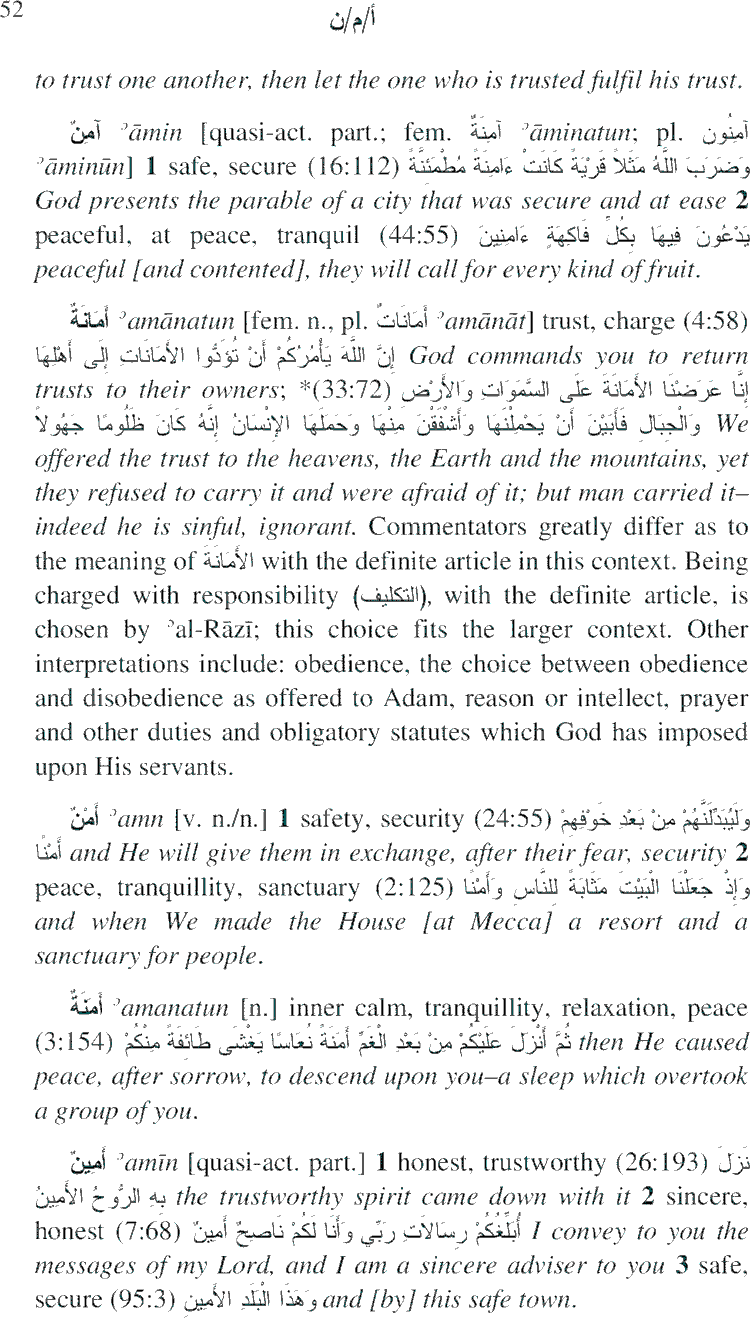 52
أ/م/ن
to trust one another, then let the one who is trusted fulfil his trust.
آمِنٌ ʾāmin [quasi-act. part.; fem. آمِنَةٌ ʾāminatun; pl. آمِنُون
ʾāminūn] 1 safe, secure (16:112) وَضَرَبَ اللَّهُ مَثَلاً قَرْيَةً كَانَتْ ءَامِنَةً مُطْمَئِنَّةً
God presents the parable of a city that was secure and at ease 2
peaceful, at peace, tranquil (44:55) يَدْعُونَ فِيهَا بِكُلِّ فَاكِهَةٍ ءَامِنِينَ
peaceful [and contented], they will call for every kind of fruit.
أَمَانَةٌ ʾamānatun [fem. n., pl. أَمَانَاتٌ ʾamānāt] trust, charge (4:58)
إِنَّ اللَّهَ يَأْمُرُكُمْ أَنْ تُؤَدُّوا الأَمَانَاتِ إِلَى أَهْلِهَا God commands you to return
trusts to their owners; *(33:72) إِنَّا عَرَضْنَا الأَمَانَةَ عَلَى السَّمَوَاتِ وَالأَرْضِ
وَالْجِبَالِ فَأَبَيْنَ أَنْ يَحْمِلْنَهَا وَأَشْفَقْنَ مِنْهَا وَحَمَلَهَا الإِنْسَانُ إِنَّهُ كَانَ ظَلُومًا جَهُولاً We
offered the trust to the heavens, the Earth and the mountains, yet
they refused to carry it and were afraid of it; but man carried it–
indeed he is sinful, ignorant. Commentators greatly differ as to
the meaning of الأَمَانَةَ with the definite article in this context. Being
charged with responsibility (التكليف), with the definite article, is
chosen by ʾal-Rāzī; this choice fits the larger context. Other
interpretations include: obedience, the choice between obedience
and disobedience as offered to Adam, reason or intellect, prayer
and other duties and obligatory statutes which God has imposed
upon His servants.
أَمْنٌ ʾamn [v. n./n.] 1 safety, security (24:55) وَلَيُبَدِّلَنَّهُمْ مِنْ بَعْدِ خَوْفِهِمْ
أَمْنًا and He will give them in exchange, after their fear, security 2
peace, tranquillity, sanctuary (2:125) وَإِذْ جَعَلْنَا الْبَيْتَ مَثَابَةً لِلنَّاسِ وَأَمْنًا
and when We made the House [at Mecca] a resort and a
sanctuary for people.
أَمَنَةٌ ʾamanatun [n.] inner calm, tranquillity, relaxation, peace
(3:154) ثُمَّ أَنْزَلَ عَلَيْكُمْ مِنْ بَعْدِ الْغَمِّ أَمَنَةً نُعَاسًا يَغْشَى طَائِفَةً مِنْكُمْ then He caused
peace, after sorrow, to descend upon you–a sleep which overtook
a group of you.
أَمِينٌ ʾamīn [quasi-act. part.] 1 honest, trustworthy (26:193) نَزَلَ
بِهِ الرُّوحُ الأَمِينُ the trustworthy spirit came down with it 2 sincere,
honest (7:68) أُبَلِّغُكُمْ رِسَالاَتِ رَبِّي وَأَنَا لَكُمْ نَاصِحٌ أَمِينٌ I convey to you the
messages of my Lord, and I am a sincere adviser to you 3 safe,
secure (95:3) وَهَذَا الْبَلَدِ الأَمِينِ and [by] this safe town.